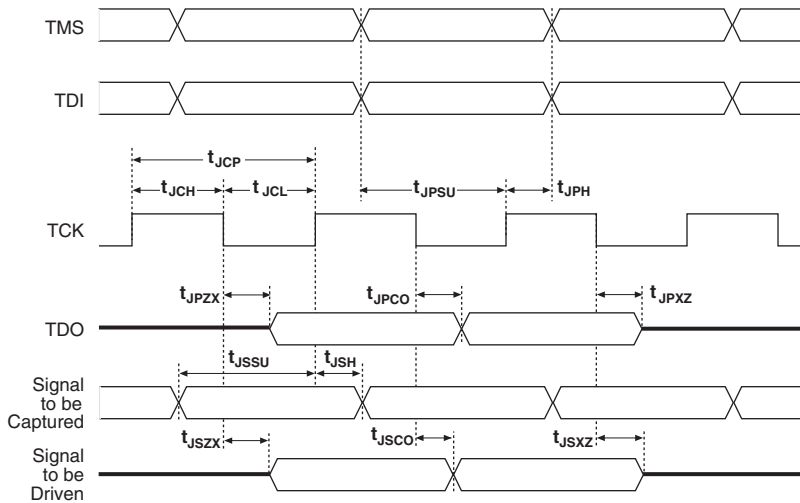 TMS
TDI
tJCP
tJCH
tJCL
tJPSU
tJPH
TCK
tJPZX
tJPCO
tJPXZ
TDO
tJSSU
tJSH
Signal
to be
Captured
tJSZX
tJSCO
tJSXZ
Signal
to be
Driven